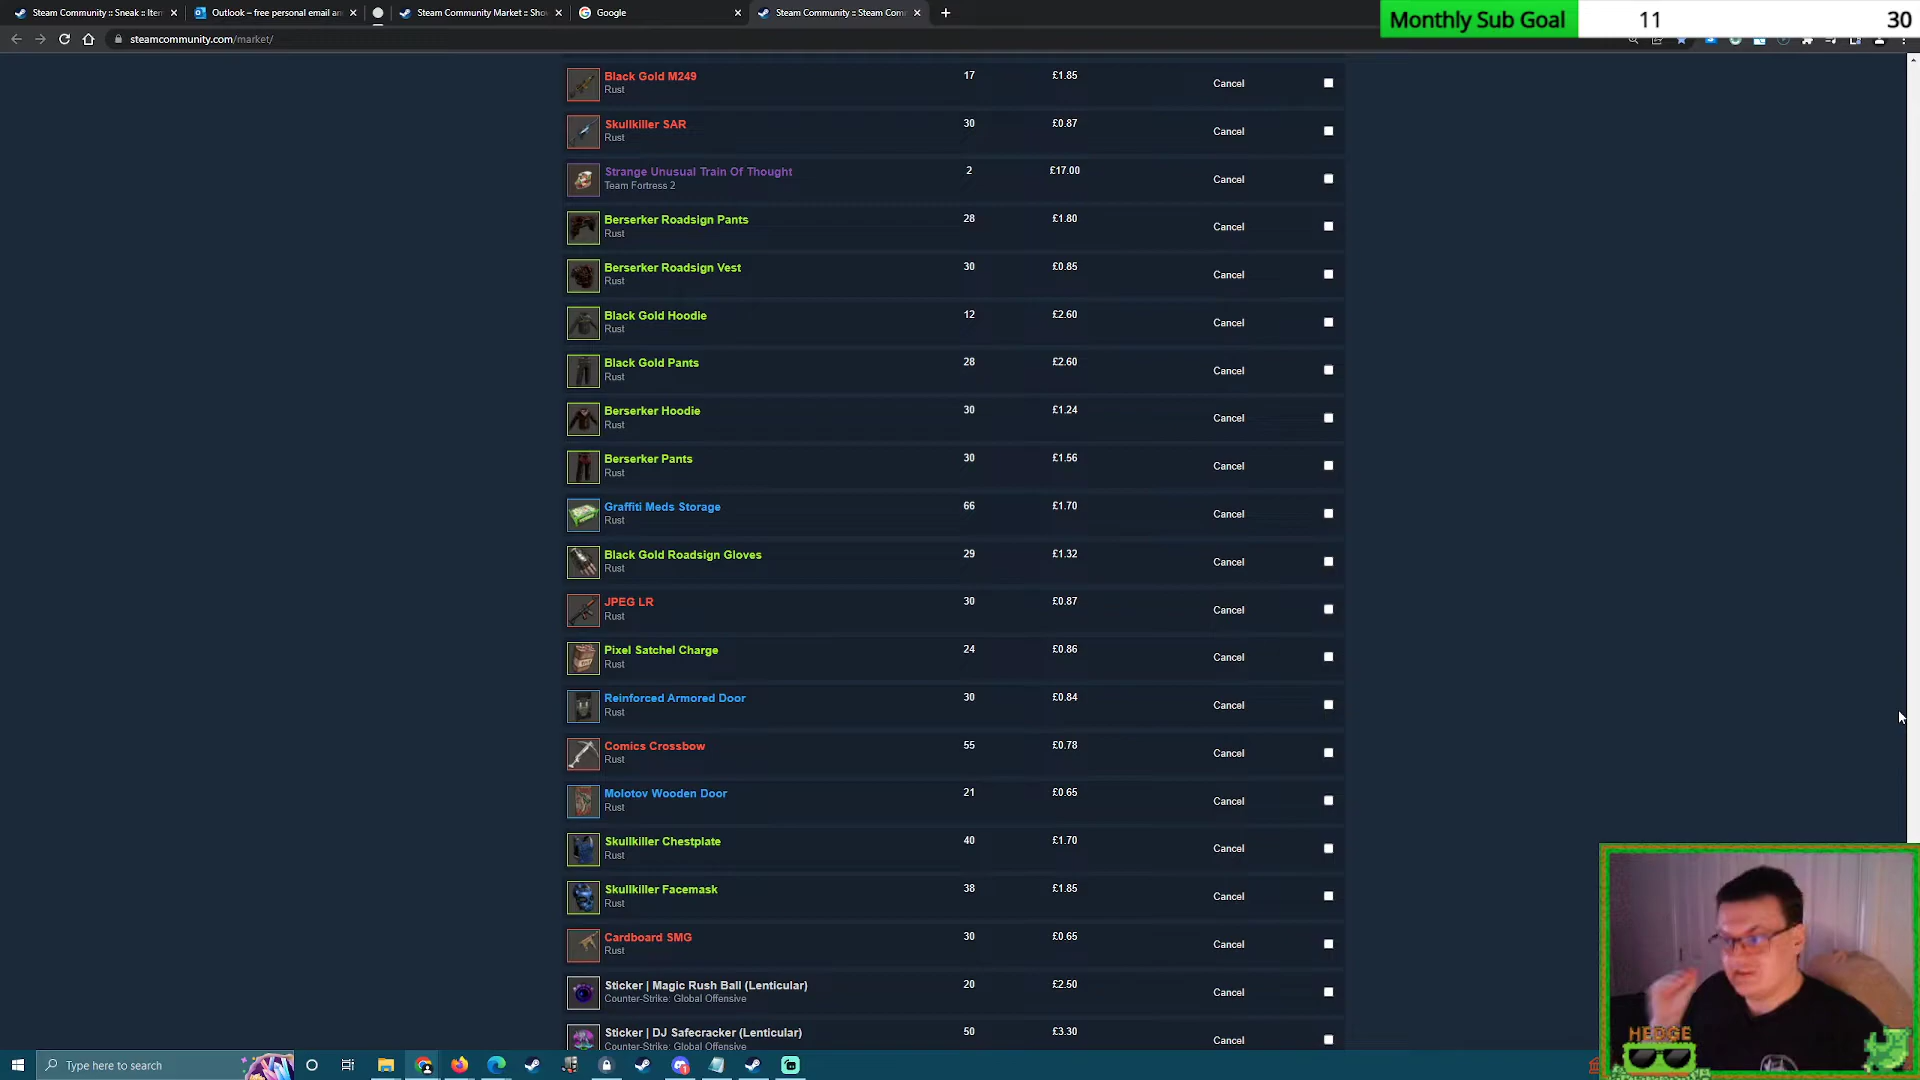 Steam Community :: Sneak :: Iten
Outlook – free personal email an
Steam Community Market :: Sho
Google
Steam Community :: Steam Com
Monthly Sub Goal 11 30
steamcommunity.com/market/
Black Gold M249 17 £1.85 Cancel
Rust
Skullkiller SAR 30 £0.87 Cancel
Rust
Strange Unusual Train Of Thought 2 £17.00 Cancel
Team Fortress 2
Berserker Roadsign Pants 28 £1.80 Cancel
Rust
Berserker Roadsign Vest 30 £0.85 Cancel
Rust
Black Gold Hoodie 12 £2.60 Cancel
Rust
Black Gold Pants 28 £2.60 Cancel
Rust
Berserker Hoodie 30 £1.24 Cancel
Rust
Berserker Pants 30 £1.56 Cancel
Rust
Graffiti Meds Storage 66 £1.70 Cancel
Rust
Black Gold Roadsign Gloves 29 £1.32 Cancel
Rust
JPEG LR 30 £0.87 Cancel
Rust
Pixel Satchel Charge 24 £0.86 Cancel
Rust
Reinforced Armored Door 30 £0.84 Cancel
Rust
Comics Crossbow 55 £0.78 Cancel
Rust
Molotov Wooden Door 21 £0.65 Cancel
Rust
Skullkiller Chestplate 40 £1.70 Cancel
Rust
Skullkiller Facemask 38 £1.85 Cancel
Rust
Cardboard SMG 30 £0.65 Cancel
Rust
Sticker | Magic Rush Ball (Lenticular) 20 £2.50 Cancel
Counter-Strike: Global Offensive
Sticker | DJ Safecracker (Lenticular) 50 £3.30 Cancel
Counter-Strike: Global Offensive
HEDGE
Type here to search